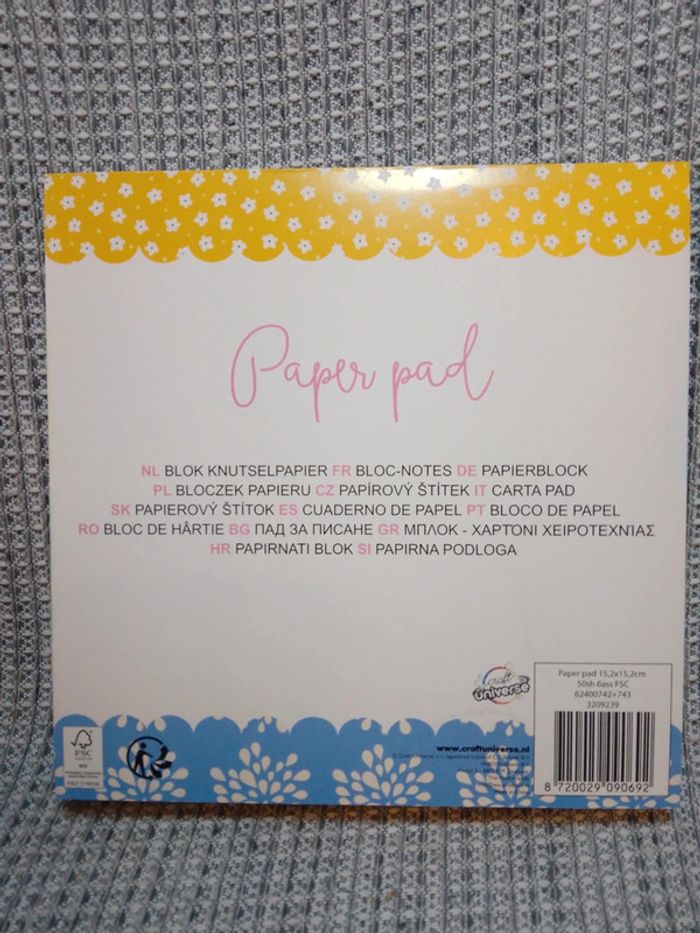 Paper pad
NL BLOK KNUTSELPAPIER FR BLOC-NOTES DE PAPIERBLOCK
PL BLOCZEK PAPIERU CZ PAPÍROVÝ ŠTÍTEK IT CARTA PAD
SK PAPIEROVÝ ŠTÍTOK ES CUADERNO DE PAPEL PT BLOCO DE PAPEL
RO BLOC DE HÂRTIE BG ПАД ЗА ПИСАНЕ GR ΜΠΛΟΚ - ΧΑΡΤΌΝΙ ΧΕΙΡΟΤΕΧΝΊΑΣ
HR PAPIRNATI BLOK SI PAPIRNA PODLOGA
craft
universe
Paper pad 15,2x15,2cm
50sh 6ass FSC
62400742+743
3209239
8 720029 090692
www.craftuniverse.nl
FSC